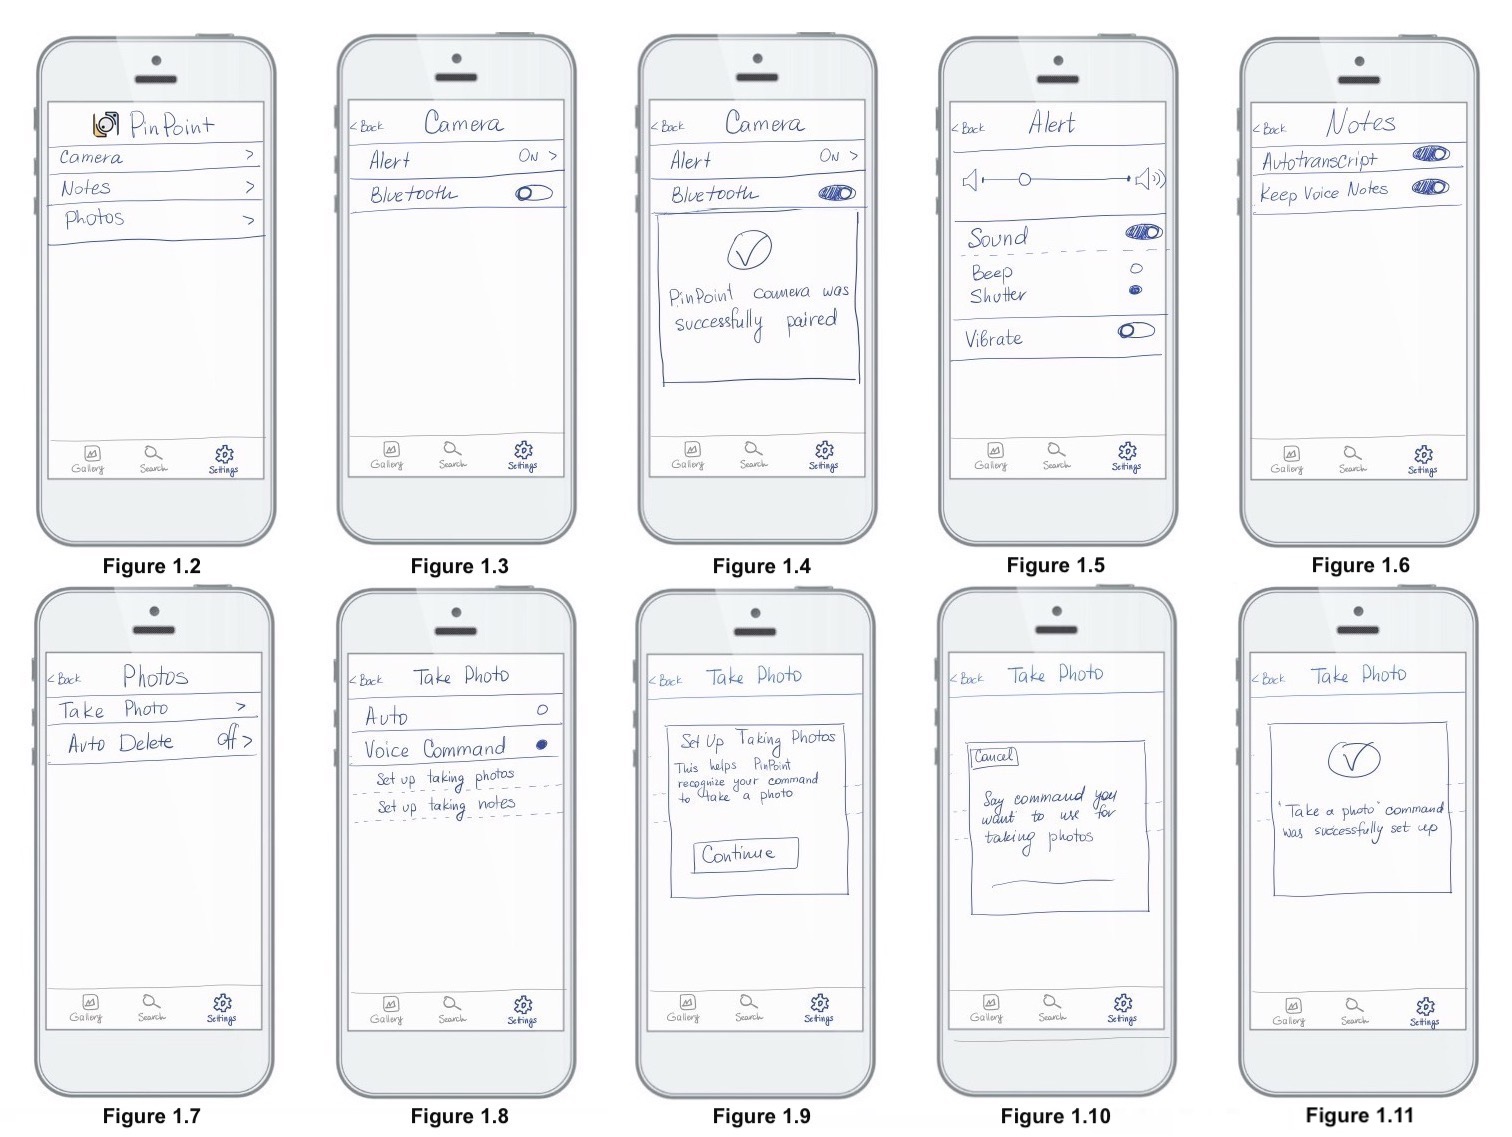 PinPoint
Camera >
Notes >
Photos >
Gallery Search Settings
Figure 1.2
< Back Camera
Alert ON >
Bluetooth
Gallery Search Settings
Figure 1.3
< Back Camera
Alert ON >
Bluetooth
PinPoint camera was
successfully paired
Gallery Search Settings
Figure 1.4
< Back Alert
Sound
Beep
Shutter
Vibrate
Gallery Search Settings
Figure 1.5
< Back Notes
Autotranscript
Keep Voice Notes
Gallery Search Settings
Figure 1.6
< Back Photos
Take Photo >
Auto Delete Off >
Gallery Search Settings
Figure 1.7
< Back Take Photo
Auto
Voice Command
Set up taking photos
Set up taking notes
Gallery Search Settings
Figure 1.8
< Back Take Photo
Set Up Taking Photos
This helps PinPoint
recognize your command
to take a photo
Continue
Gallery Search Settings
Figure 1.9
< Back Take Photo
Cancel
Say command you
want to use for
taking photos
Gallery Search Settings
Figure 1.10
< Back Take Photo
"Take a photo" command
was successfully set up
Gallery Search Settings
Figure 1.11